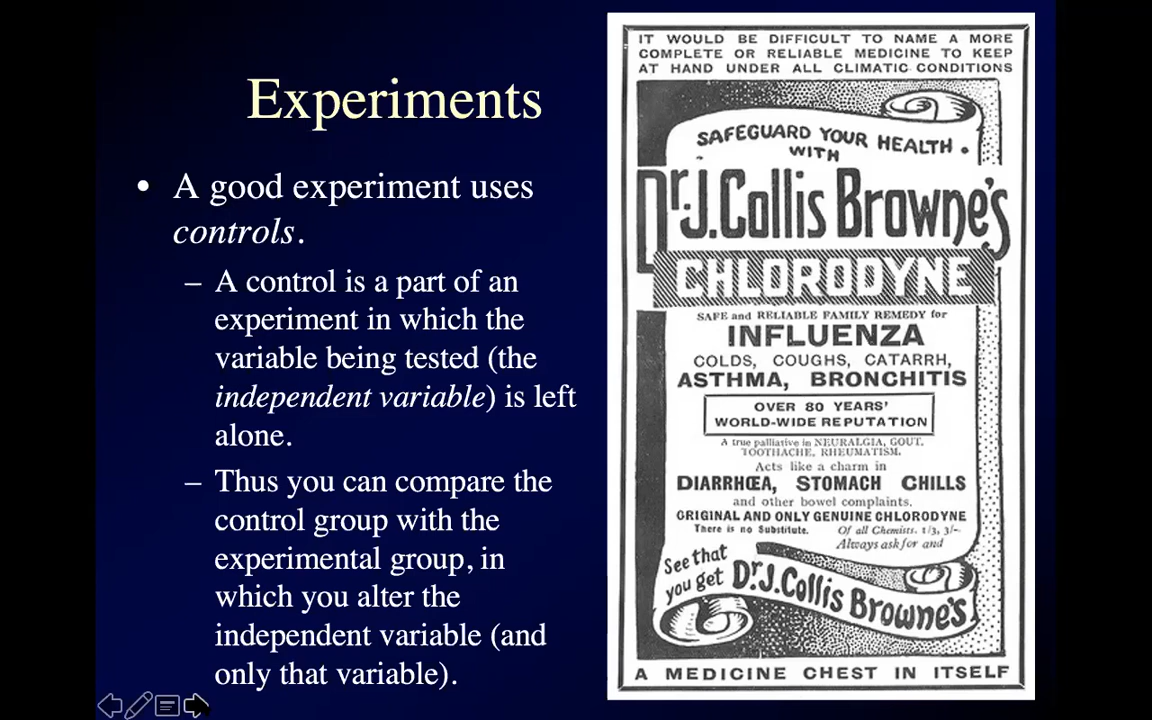 Experiments
• A good experiment uses
controls.
– A control is a part of an
experiment in which the
variable being tested (the
independent variable) is left
alone.
– Thus you can compare the
control group with the
experimental group, in
which you alter the
independent variable (and
only that variable).
IT WOULD BE DIFFICULT TO NAME A MORE
COMPLETE OR RELIABLE MEDICINE TO KEEP
AT HAND UNDER ALL CLIMATIC CONDITIONS
SAFEGUARD YOUR HEALTH
WITH
Dr. J. Collis Browne's
CHLORODYNE
SAFE and RELIABLE FAMILY REMEDY for
INFLUENZA
COLDS, COUGHS, CATARRH,
ASTHMA, BRONCHITIS
OVER 80 YEARS'
WORLD-WIDE REPUTATION
A true palliative in NEURALGIA, GOUT,
TOOTHACHE, RHEUMATISM.
Acts like a charm in
DIARRHŒA, STOMACH CHILLS
and other bowel complaints.
ORIGINAL AND ONLY GENUINE CHLORODYNE
There is no Substitute. Of all Chemists. 1/3, 3/-.
Always ask for and
See that
you get Dr. J. Collis Browne's
A MEDICINE CHEST IN ITSELF